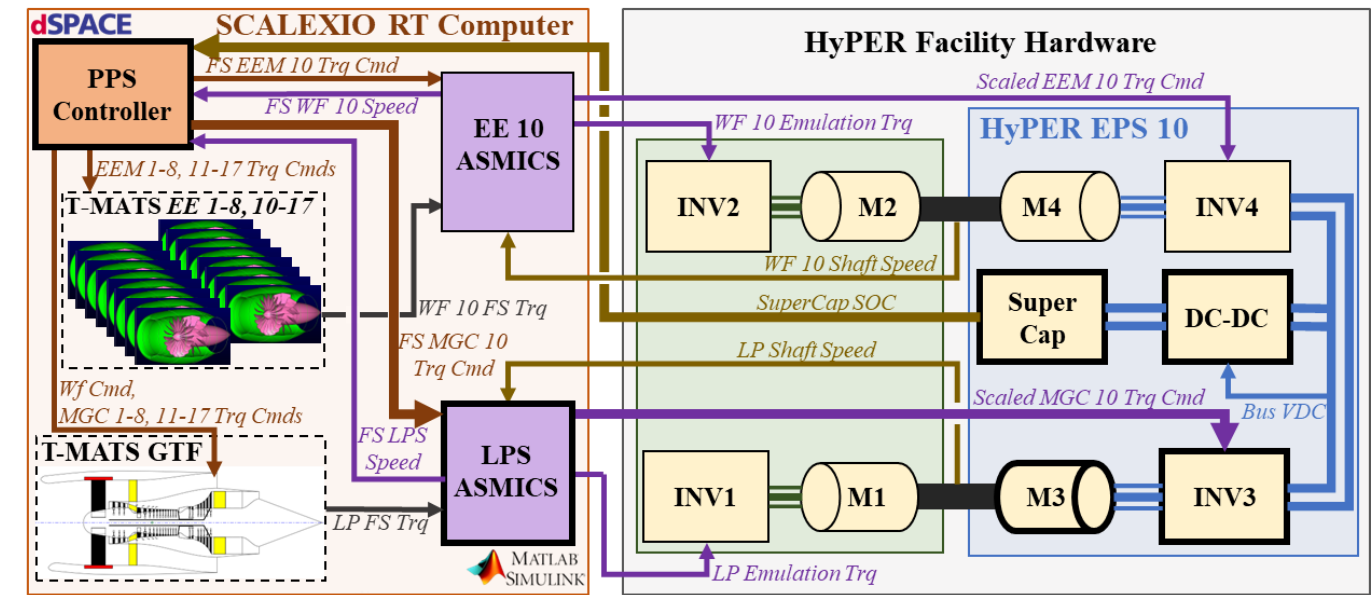 dSPACE
SCALEXIO RT Computer
PPS
Controller
FS EEM 10 Trq Cmd
FS WF 10 Speed
EE 10
ASMICS
EEM 1-8, 11-17 Trq Cmds
T-MATS EE 1-8, 10-17
WF 10 FS Trq
FS MGC 10
Trq Cmd
Wf Cmd,
MGC 1-8, 11-17 Trq Cmds
T-MATS GTF
FS LPS
Speed
LPS
ASMICS
LP FS Trq
MATLAB
SIMULINK
HyPER Facility Hardware
Scaled EEM 10 Trq Cmd
WF 10 Emulation Trq
HyPER EPS 10
INV2
M2
M4
INV4
WF 10 Shaft Speed
SuperCap SOC
Super
Cap
DC-DC
LP Shaft Speed
Scaled MGC 10 Trq Cmd
Bus VDC
INV1
M1
M3
INV3
LP Emulation Trq